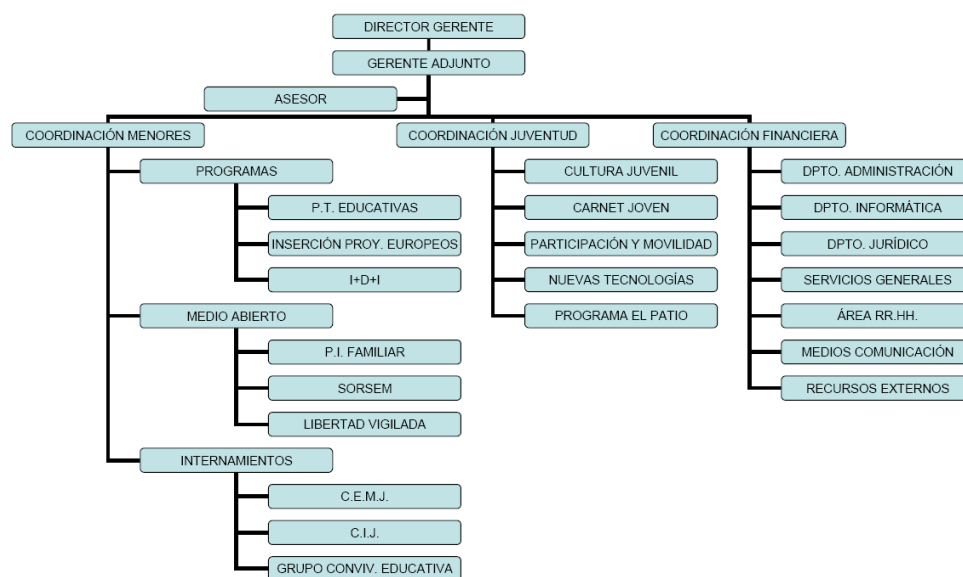 DIRECTOR GERENTE
GERENTE ADJUNTO
ASESOR
COORDINACIÓN MENORES
PROGRAMAS
P.T. EDUCATIVAS
INSERCIÓN PROY. EUROPEOS
I+D+I
MEDIO ABIERTO
P.I. FAMILIAR
SORSEM
LIBERTAD VIGILADA
INTERNAMIENTOS
C.E.M.J.
C.I.J.
GRUPO CONVIV. EDUCATIVA
COORDINACIÓN JUVENTUD
CULTURA JUVENIL
CARNET JOVEN
PARTICIPACIÓN Y MOVILIDAD
NUEVAS TECNOLOGÍAS
PROGRAMA EL PATIO
COORDINACIÓN FINANCIERA
DPTO. ADMINISTRACIÓN
DPTO. INFORMÁTICA
DPTO. JURÍDICO
SERVICIOS GENERALES
ÁREA RR.HH.
MEDIOS COMUNICACIÓN
RECURSOS EXTERNOS